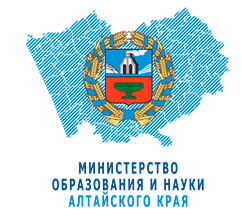 МИНИСТЕРСТВО
ОБРАЗОВАНИЯ И НАУКИ
АЛТАЙСКОГО КРАЯ